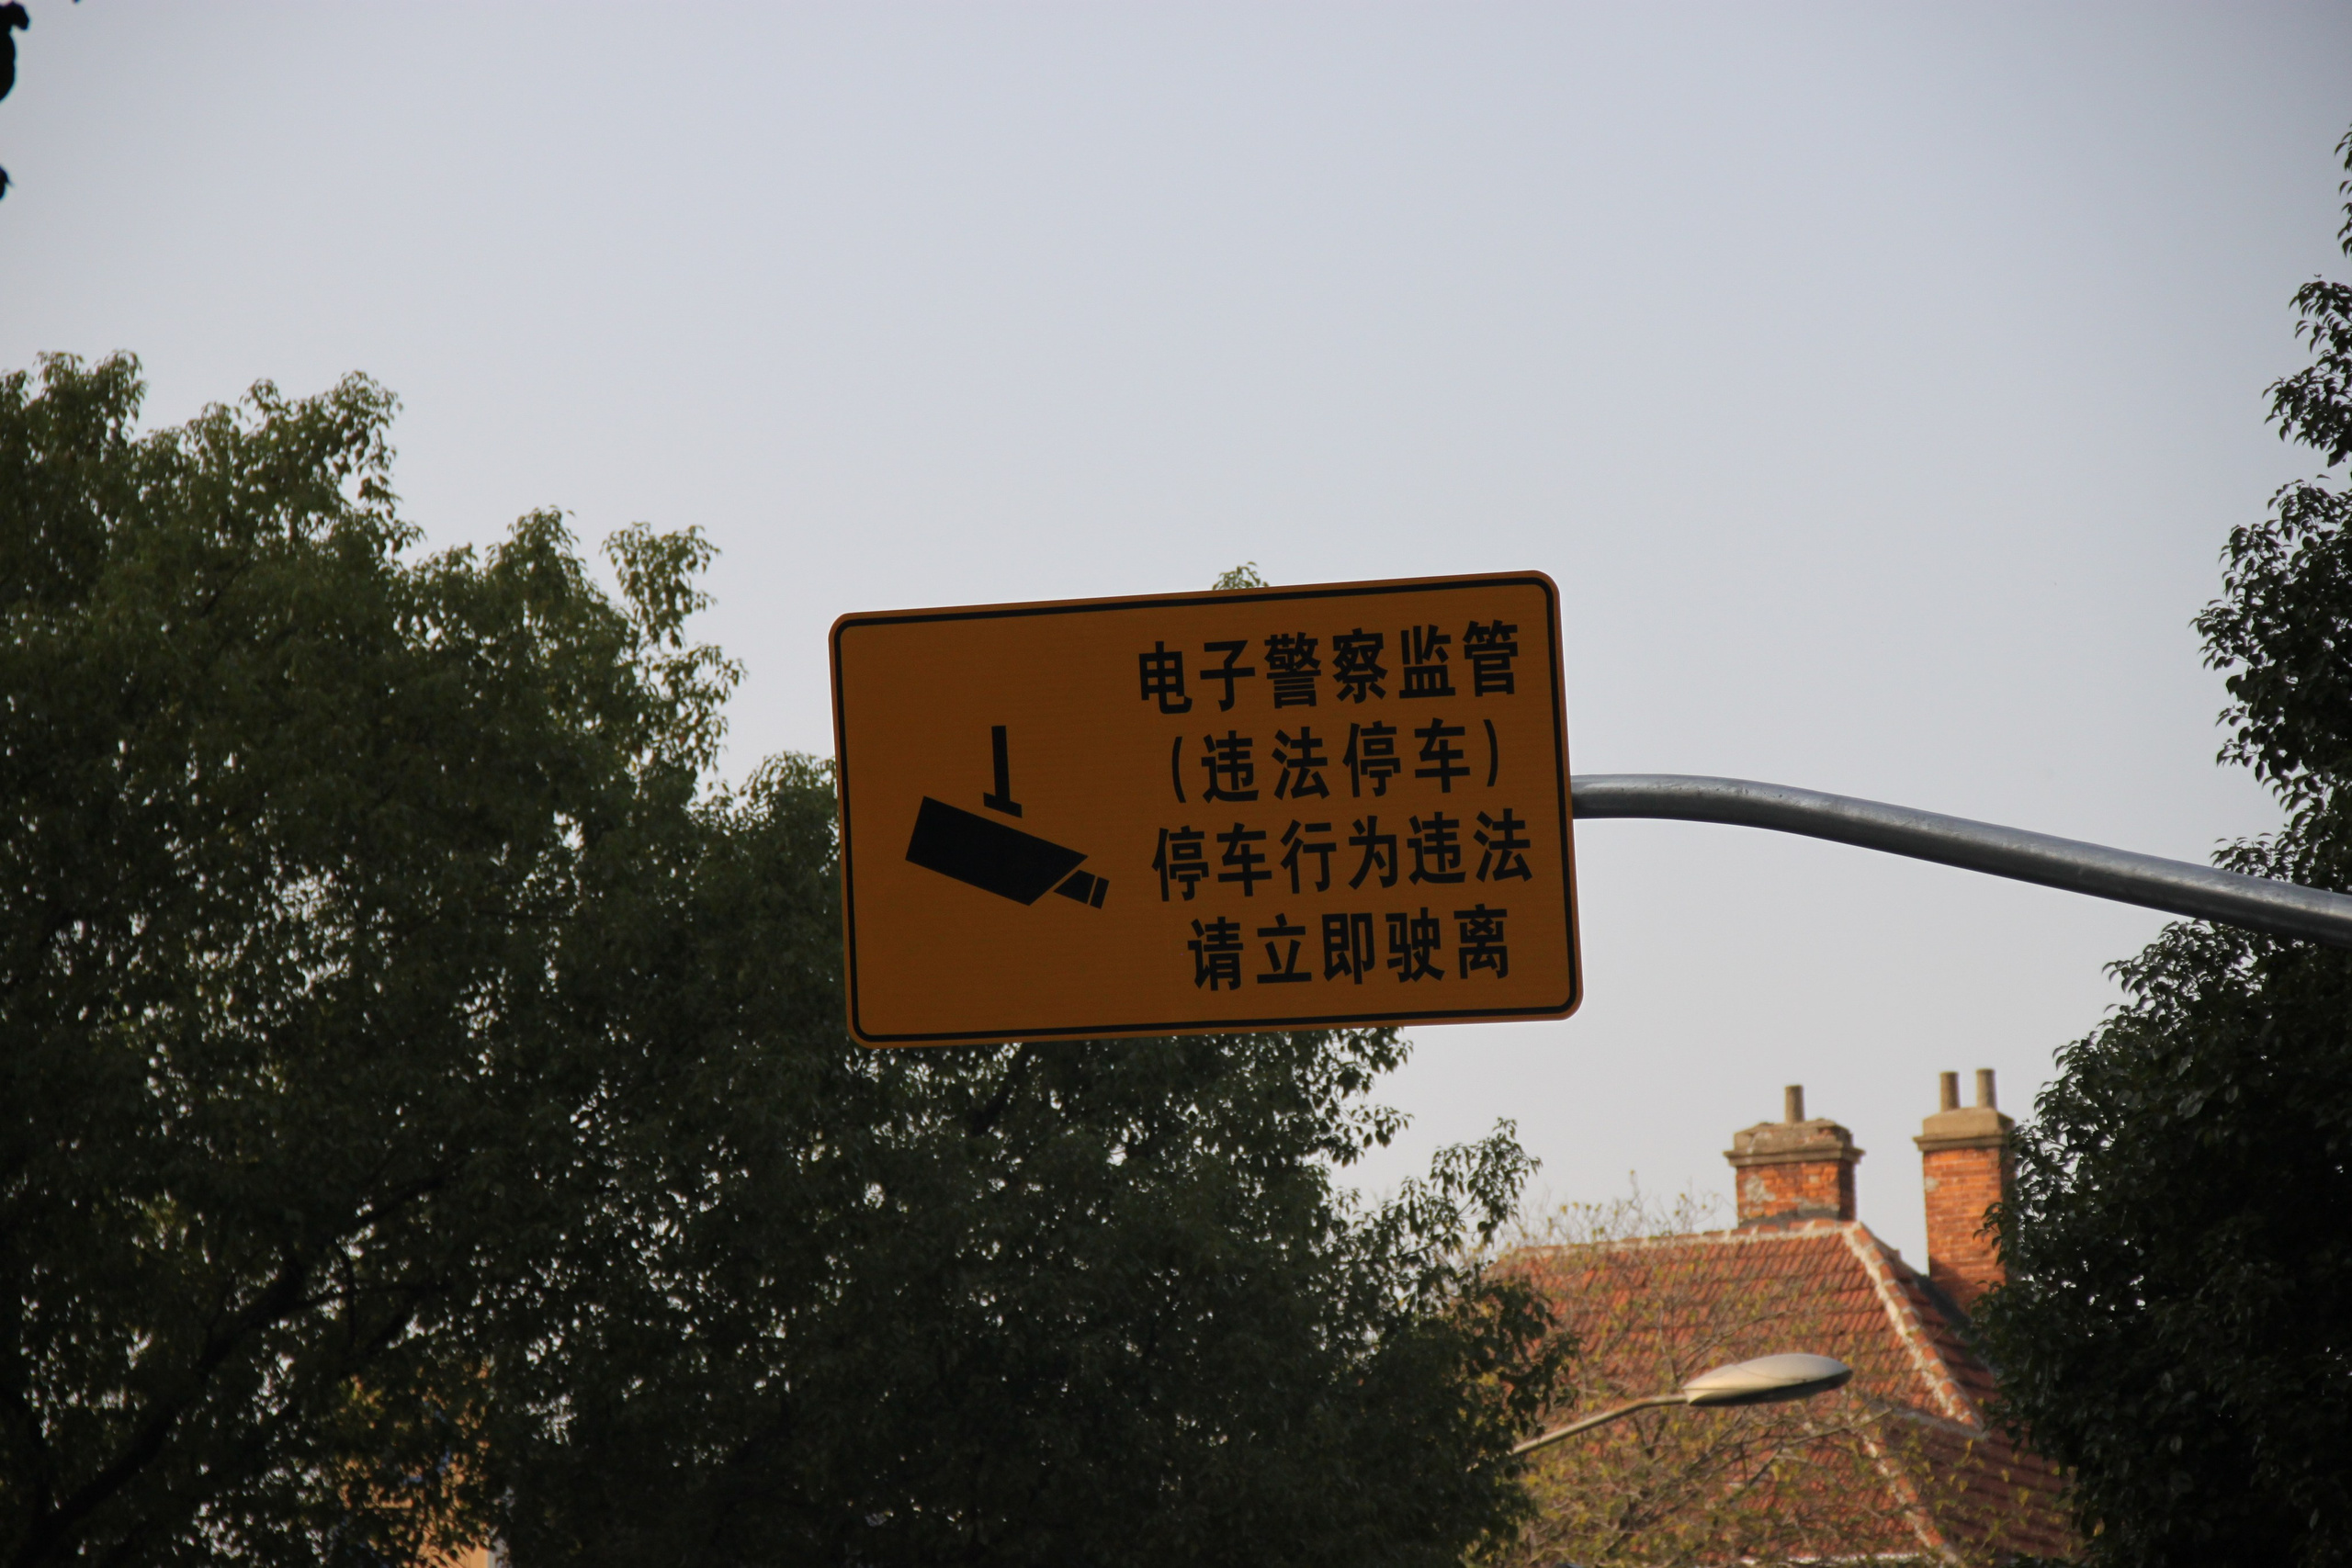 电子警察监管
(违法停车)
停车行为违法
请立即驶离